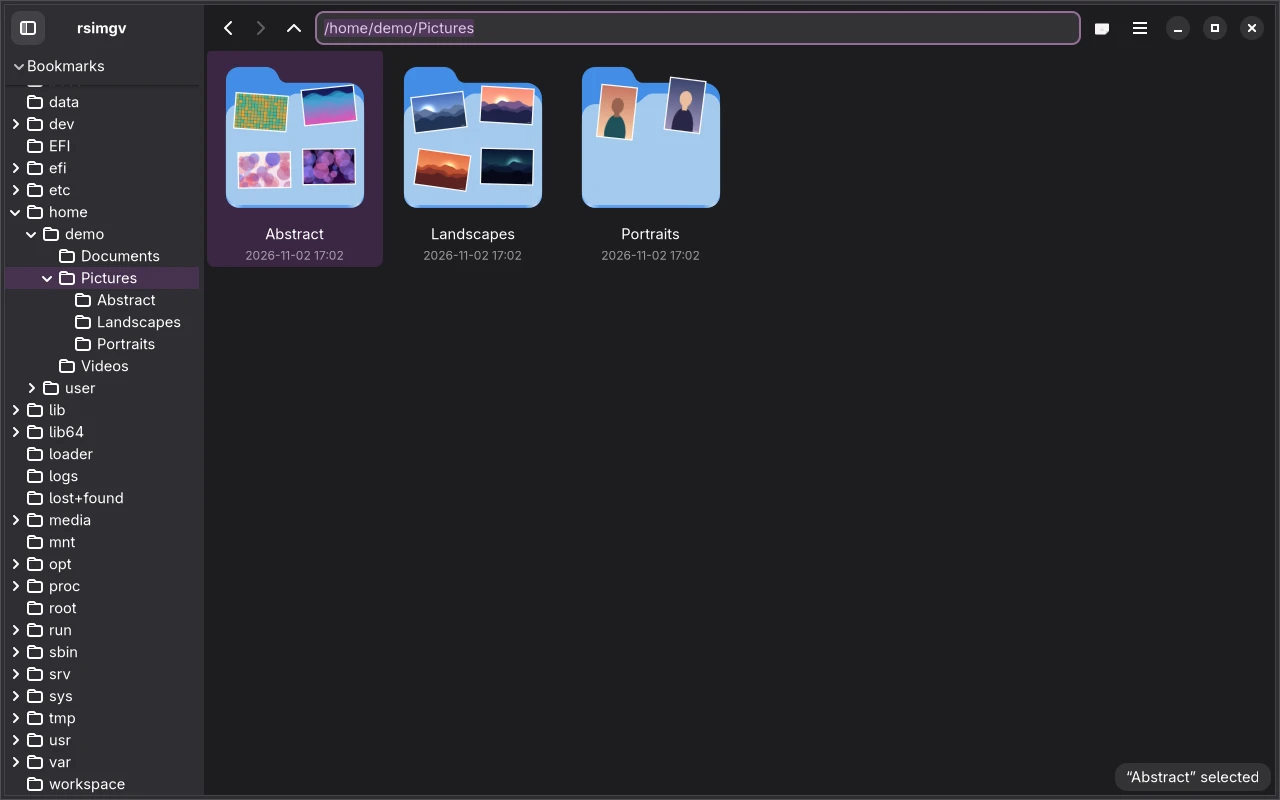 rsimgv
/home/demo/Pictures
Bookmarks
data
dev
EFI
efi
etc
home
demo
Documents
Pictures
Abstract
Landscapes
Portraits
Videos
user
lib
lib64
loader
logs
lost+found
media
mnt
opt
proc
root
run
sbin
srv
sys
tmp
usr
var
workspace
Abstract
2026-11-02 17:02
Landscapes
2026-11-02 17:02
Portraits
2026-11-02 17:02
“Abstract” selected